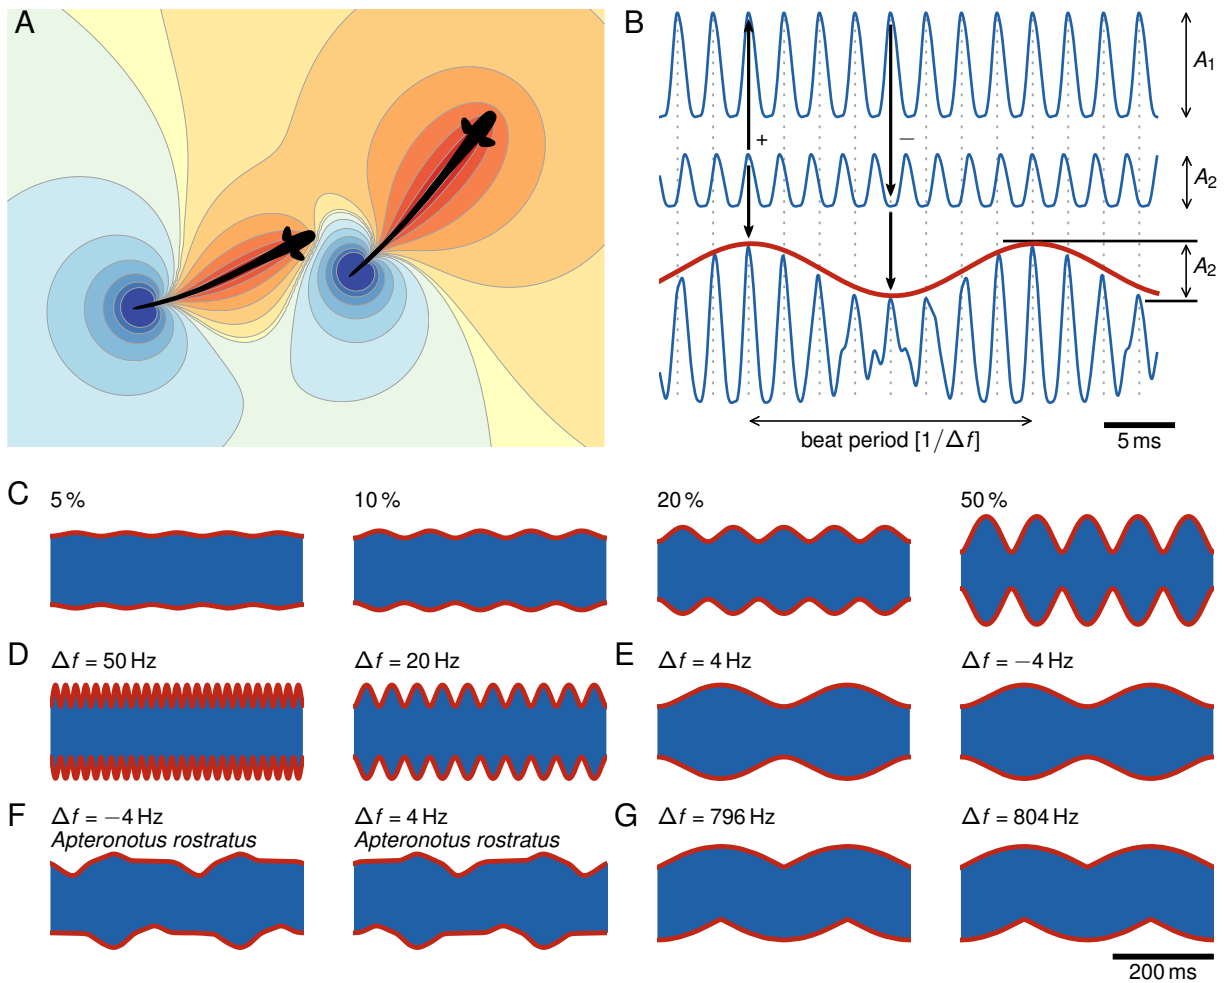 A
B
A₁
+
−
A₂
A₂
beat period [1/Δf]
5 ms
C
5 %
10 %
20 %
50 %
D
Δf = 50 Hz
Δf = 20 Hz
E
Δf = 4 Hz
Δf = −4 Hz
F
Δf = −4 Hz
Apteronotus rostratus
Δf = 4 Hz
Apteronotus rostratus
G
Δf = 796 Hz
Δf = 804 Hz
200 ms